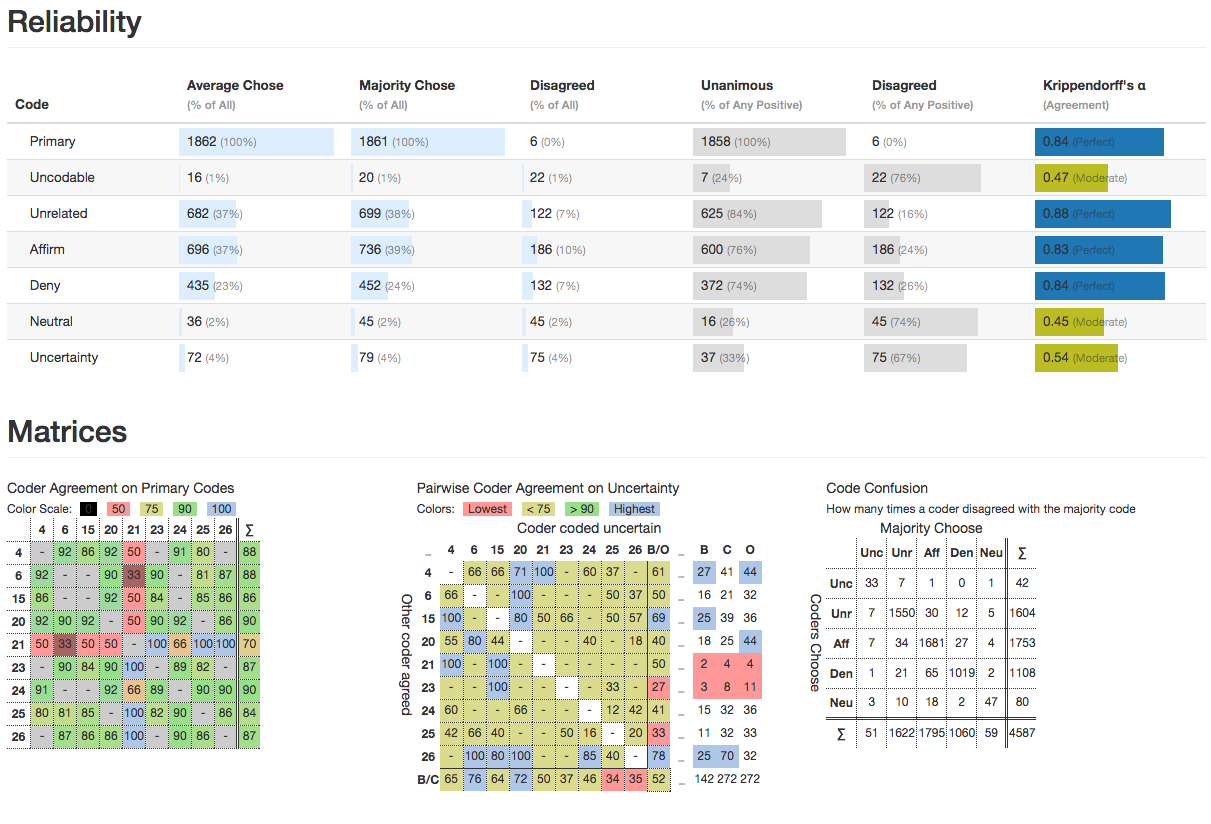 Reliability
Code Average Chose (% of All) Majority Chose (% of All) Disagreed (% of All) Unanimous (% of Any Positive) Disagreed (% of Any Positive) Krippendorff's α (Agreement)
Primary 1862 (100%) 1861 (100%) 6 (0%) 1858 (100%) 6 (0%) 0.84 (Perfect)
Uncodable 16 (1%) 20 (1%) 22 (1%) 7 (24%) 22 (76%) 0.47 (Moderate)
Unrelated 682 (37%) 699 (38%) 122 (7%) 625 (84%) 122 (16%) 0.88 (Perfect)
Affirm 696 (37%) 736 (39%) 186 (10%) 600 (76%) 186 (24%) 0.83 (Perfect)
Deny 435 (23%) 452 (24%) 132 (7%) 372 (74%) 132 (26%) 0.84 (Perfect)
Neutral 36 (2%) 45 (2%) 45 (2%) 16 (26%) 45 (74%) 0.45 (Moderate)
Uncertainty 72 (4%) 79 (4%) 75 (4%) 37 (33%) 75 (67%) 0.54 (Moderate)
Matrices
Coder Agreement on Primary Codes
Color Scale: 0 50 75 90 100
4 6 15 20 21 23 24 25 26 ∑
4 - 92 86 92 50 - 91 80 - 88
6 92 - - 90 33 90 - 81 87 88
15 86 - - 92 50 84 - 85 86 86
20 92 90 92 - 50 90 92 - 86 90
21 50 33 50 50 - 100 66 100 100 70
23 - 90 84 90 100 - 89 82 - 87
24 91 - - 92 66 89 - 90 90 90
25 80 81 85 - 100 82 90 - 86 84
26 - 87 86 86 100 - 90 86 - 87
Pairwise Coder Agreement on Uncertainty
Colors: Lowest < 75 > 90 Highest
Coder coded uncertain
Other coder agreed
_ 4 6 15 20 21 23 24 25 26 B/O _ B C O
4 - 66 66 71 100 - 60 37 - 61 _ 27 41 44
6 66 - - 100 - - - 50 37 50 _ 16 21 32
15 100 - - 80 50 66 - 50 57 69 _ 25 39 36
20 55 80 44 - - - 40 - 18 40 _ 18 25 44
21 100 - 100 - - - - - - 50 _ 2 4 4
23 - - 100 - - - - 33 - 27 _ 3 8 11
24 60 - - 66 - - - 12 42 41 _ 15 32 36
25 42 66 40 - - 50 16 - 20 33 _ 11 32 33
26 - 100 80 100 - - 85 40 - 78 _ 25 70 32
B/C 65 76 64 72 50 37 46 34 35 52 _ 142 272 272
Code Confusion
How many times a coder disagreed with the majority code
Majority Choose
Coders Choose
Unc Unr Aff Den Neu ∑
Unc 33 7 1 0 1 42
Unr 7 1550 30 12 5 1604
Aff 7 34 1681 27 4 1753
Den 1 21 65 1019 2 1108
Neu 3 10 18 2 47 80
∑ 51 1622 1795 1060 59 4587